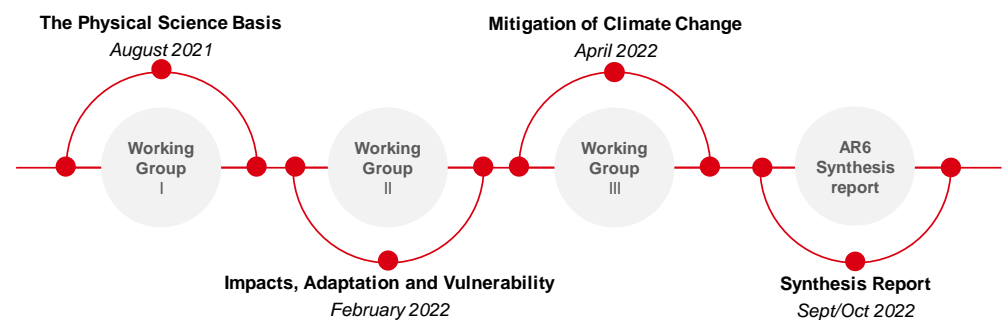 The Physical Science Basis
August 2021
Mitigation of Climate Change
April 2022
Working
Group
I
Working
Group
II
Working
Group
III
AR6
Synthesis
report
Impacts, Adaptation and Vulnerability
February 2022
Synthesis Report
Sept/Oct 2022